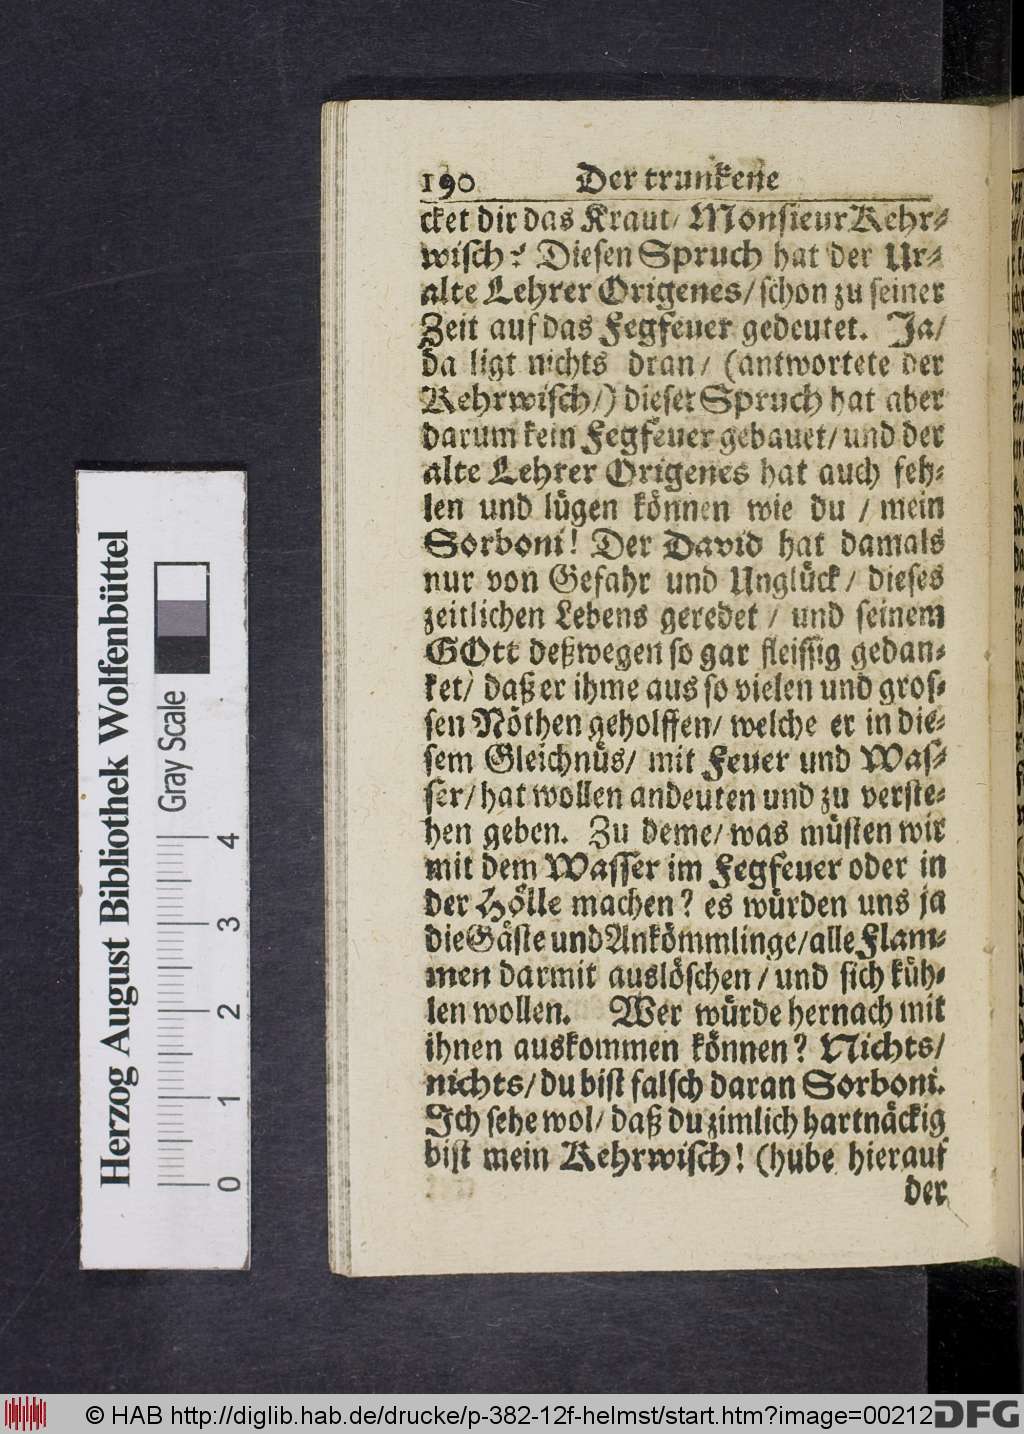 190 Der trunkene
cket dir das Kraut/ Monsieur Kehr-
wisch? Diesen Spruch hat der Ur-
alte Lehrer Origenes/ schon zu seiner
Zeit auf das Fegfeuer gedeutet. Ja/
da ligt nichts dran/ (antwortete der
Kehrwisch/) dieser Spruch hat aber
darum kein Fegfeuer gebauet/ und der
alte Lehrer Origenes hat auch feh-
len und lügen können wie du / mein
Sorboni! Der David hat damals
nur von Gefahr und Unglück/ dieses
zeitlichen Lebens geredet / und seinem
GOtt deßwegen so gar fleissig gedan-
ket/ daß er ihme aus so vielen und gros-
sen Nöthen geholffen/ welche er in die-
sem Gleichnüs/ mit Feuer und Was-
ser/ hat wollen andeuten und zu verste-
hen geben. Zu deme/ was müsten wir
mit dem Wasser im Fegfeuer oder in
der Hölle machen? es würden uns ja
die Gäste und Ankömmlinge/ alle Flam-
men darmit auslöschen / und sich küh-
len wollen. Wer würde hernach mit
ihnen auskommen können? Nichts/
nichts/ du bist falsch daran Sorboni.
Ich sehe wol/ daß du zimlich hartnäckig
bist mein Kehrwisch! (hube hierauf
der
Herzog August Bibliothek Wolfenbüttel
Gray Scale
0 1 2 3 4
© HAB http://diglib.hab.de/drucke/p-382-12f-helmst/start.htm?image=00212
DFG